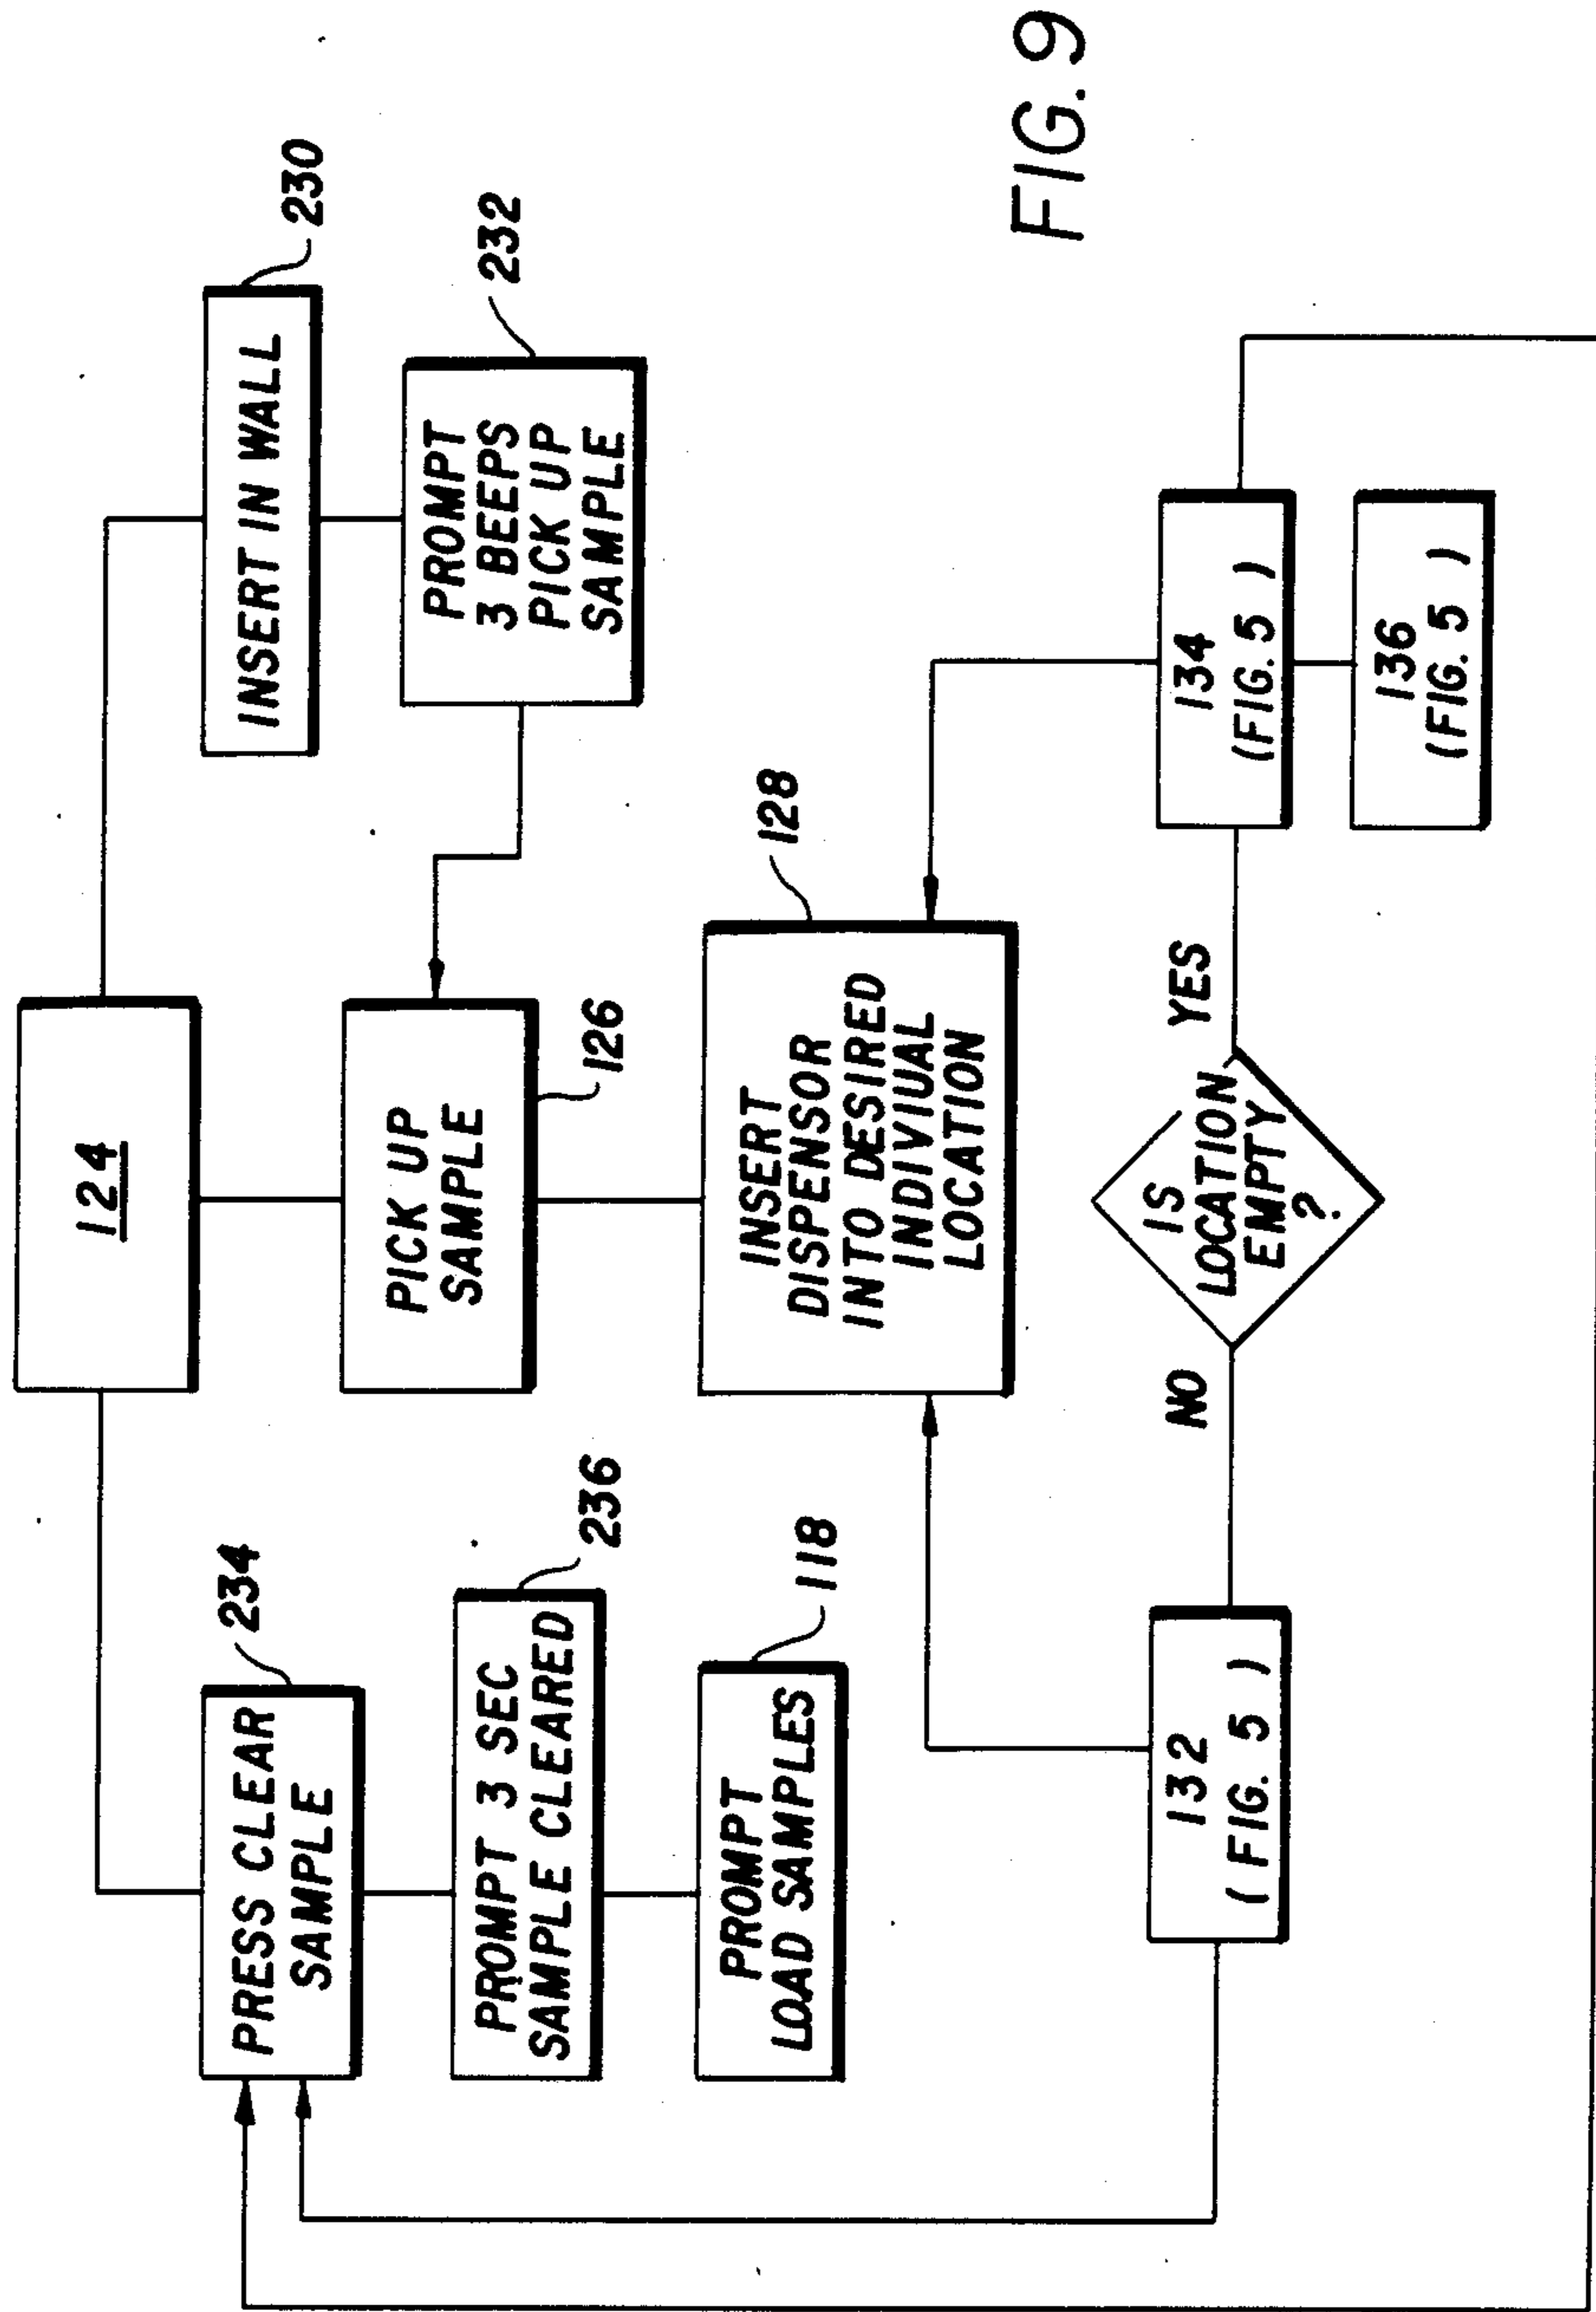 124
234
PRESS CLEAR
SAMPLE
PICK UP
SAMPLE
126
INSERT IN WALL
230
PROMPT 3 SEC
SAMPLE CLEARED
236
PROMPT
3 BEEPS
PICK UP
SAMPLE
232
PROMPT
LOAD SAMPLES
118
INSERT
DISPENSOR
INTO DESIRED
INDIVIUAL
LOCATION
128
132
(FIG. 5 )
NO
IS
LOCATION
EMPTY
?
YES
134
(FIG. 5 )
136
(FIG. 5 )
FIG. 9